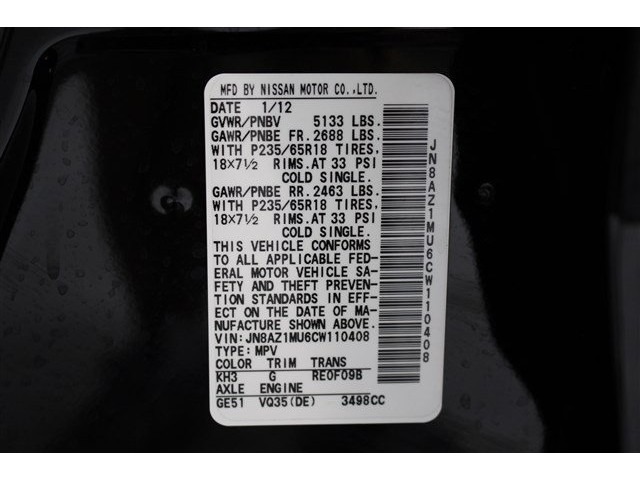 MFD BY NISSAN MOTOR CO.,LTD.
DATE 1/12
GVWR/PNBV 5133 LBS.
GAWR/PNBE FR. 2688 LBS.
WITH P235/65R18 TIRES,
18×7½ RIMS. AT 33 PSI
COLD SINGLE.
GAWR/PNBE RR. 2463 LBS.
WITH P235/65R18 TIRES,
18×7½ RIMS. AT 33 PSI
COLD SINGLE.
THIS VEHICLE CONFORMS
TO ALL APPLICABLE FED-
ERAL MOTOR VEHICLE SA-
FETY AND THEFT PREVEN-
TION STANDARDS IN EFF-
ECT ON THE DATE OF MA-
NUFACTURE SHOWN ABOVE.
VIN: JN8AZ1MU6CW110408
TYPE: MPV
COLOR TRIM TRANS
KH3 G RE0F09B
AXLE ENGINE
GE51 VQ35(DE) 3498CC
JN8AZ1MU6CW110408